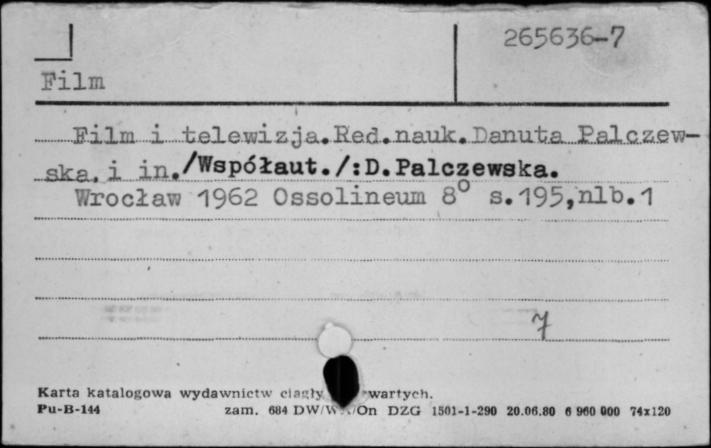 265636-7
Film
Film i telewizja.Red.nauk.Danuta Palczew-
ska.i in./Współaut./:D.Palczewska.
Wrocław 1962 Ossolineum 8° s.195,nlb.1
7
Karta katalogowa wydawnictw wartych.
Pu-B-144 zam. 684 DW/ /On DZG 1501-1-290 20.06.80 6 960 000 74x120